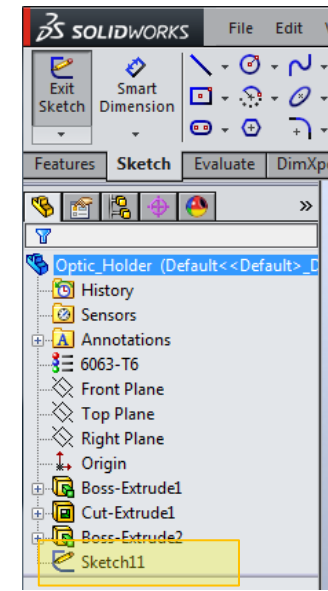 SOLIDWORKS File Edit
Exit Sketch
Smart Dimension
Features Sketch Evaluate
Optic_Holder (Default<<Default>_D
History
Sensors
Annotations
6063-T6
Front Plane
Top Plane
Right Plane
Origin
Boss-Extrude1
Cut-Extrude1
Boss-Extrude2
Sketch11